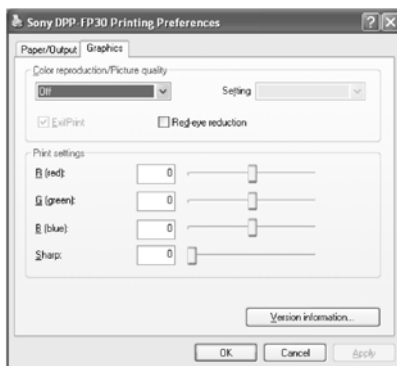 Sony DPP-FP30 Printing Preferences
Paper/Output Graphics
Color reproduction/Picture quality
Off Setting
ExifPrint Red-eye reduction
Print settings
R (red): 0
G (green): 0
B (blue): 0
Sharp: 0
Version information...
OK Cancel Apply